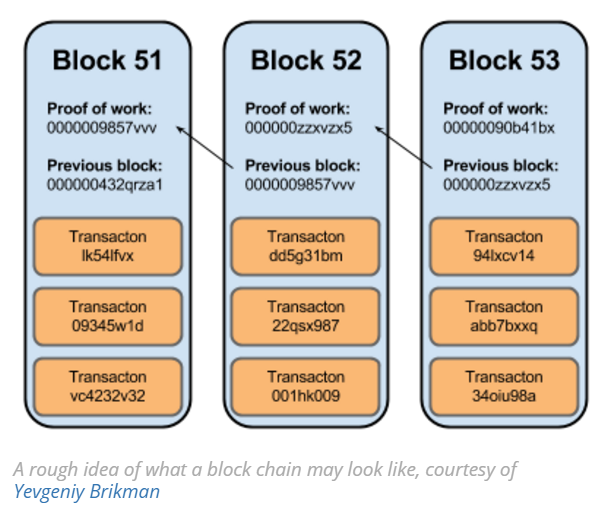 Block 51
Proof of work:
0000009857vvv
Previous block:
000000432qrza1
Transacton
lk54lfvx
Transacton
09345w1d
Transacton
vc4232v32
Block 52
Proof of work:
000000zzxvzx5
Previous block:
0000009857vvv
Transacton
dd5g31bm
Transacton
22qsx987
Transacton
001hk009
Block 53
Proof of work:
00000090b41bx
Previous block:
000000zzxvzx5
Transacton
94lxcv14
Transacton
abb7bxxq
Transacton
34oiu98a
A rough idea of what a block chain may look like, courtesy of
Yevgeniy Brikman